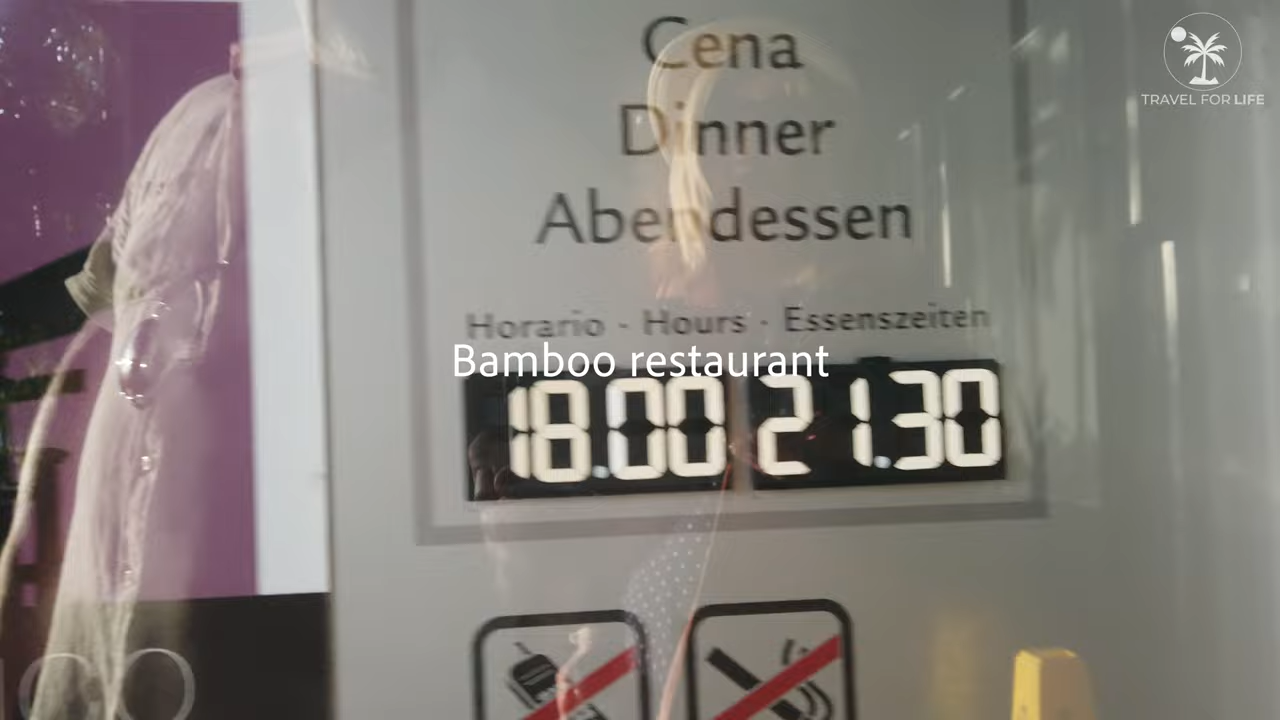 Cena
Dinner
Abendessen
Horario - Hours · Essenszeiten
Bamboo restaurant
18.00 21.30
TRAVEL FOR LIFE